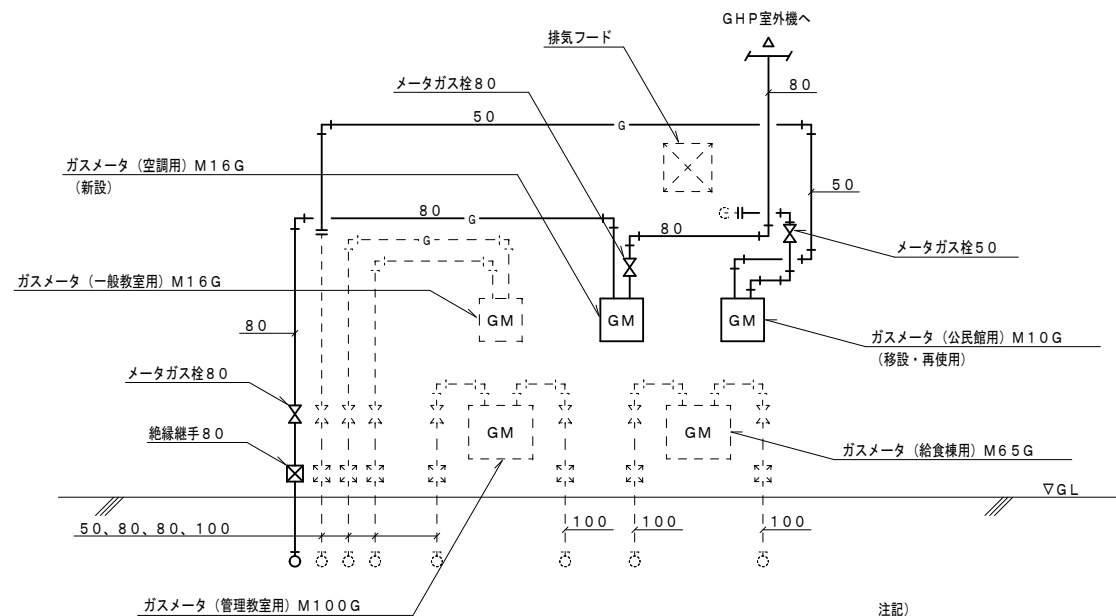 GHP室外機へ
排気フード
メータガス栓80
80
50
G
ガスメータ（空調用）M16G
（新設）
50
80
G
G
80
メータガス栓50
G
ガスメータ（一般教室用）M16G
GM
GM
GM
80
ガスメータ（公民館用）M10G
（移設・再使用）
メータガス栓80
GM
GM
絶縁継手80
ガスメータ（給食棟用）M65G
▽GL
50、80、80、100
100
100
100
ガスメータ（管理教室用）M100G
注記）